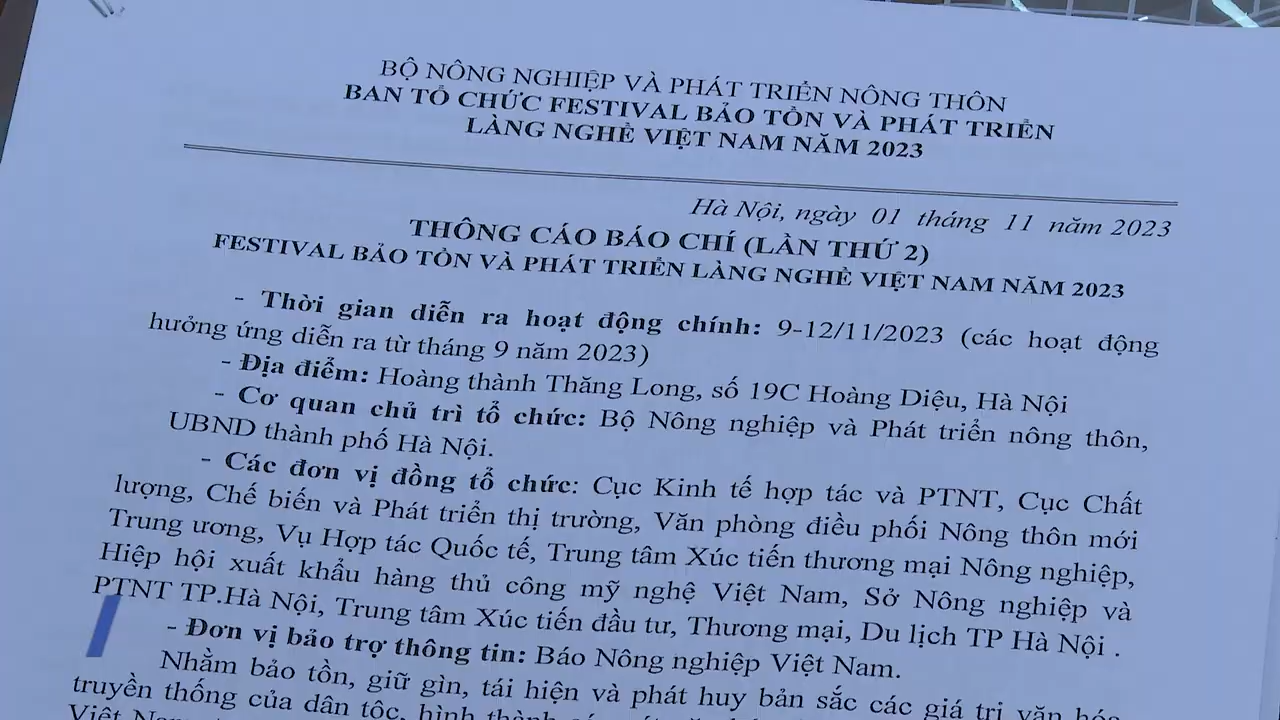 BỘ NÔNG NGHIỆP VÀ PHÁT TRIỂN NÔNG THÔN
BAN TỔ CHỨC FESTIVAL BẢO TỒN VÀ PHÁT TRIỂN
LÀNG NGHỀ VIỆT NAM NĂM 2023
Hà Nội, ngày 01 tháng 11 năm 2023
THÔNG CÁO BÁO CHÍ (LẦN THỨ 2)
FESTIVAL BẢO TỒN VÀ PHÁT TRIỂN LÀNG NGHỀ VIỆT NAM NĂM 2023
- Thời gian diễn ra hoạt động chính: 9-12/11/2023 (các hoạt động
hưởng ứng diễn ra từ tháng 9 năm 2023)
- Địa điểm: Hoàng thành Thăng Long, số 19C Hoàng Diệu, Hà Nội
- Cơ quan chủ trì tổ chức: Bộ Nông nghiệp và Phát triển nông thôn,
UBND thành phố Hà Nội.
- Các đơn vị đồng tổ chức: Cục Kinh tế hợp tác và PTNT, Cục Chất
lượng, Chế biến và Phát triển thị trường, Văn phòng điều phối Nông thôn mới
Trung ương, Vụ Hợp tác Quốc tế, Trung tâm Xúc tiến thương mại Nông nghiệp,
Hiệp hội xuất khẩu hàng thủ công mỹ nghệ Việt Nam, Sở Nông nghiệp và
PTNT TP.Hà Nội, Trung tâm Xúc tiến đầu tư, Thương mại, Du lịch TP Hà Nội .
- Đơn vị bảo trợ thông tin: Báo Nông nghiệp Việt Nam.
Nhằm bảo tồn, giữ gìn, tái hiện và phát huy bản sắc các giá trị văn hóa
truyền thống của dân tộc, hình thành
Việt Nam